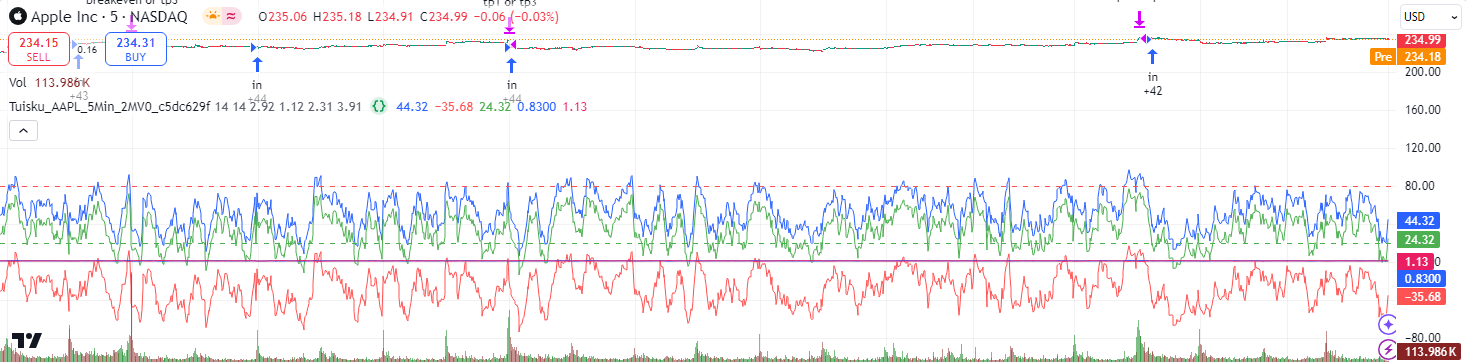 breakeven or tp3
tp1 or tp3
Apple Inc · 5 · NASDAQ O235.06 H235.18 L234.91 C234.99 −0.06 (−0.03%)
USD
234.15
SELL
0.16
234.31
BUY
234.99
Pre 234.18
Vol 113.986K
+43
in
+44
in
+44
in
+42
Tuisku_AAPL_5Min_2MV0_c5dc629f 14 14 2.92 1.12 2.31 3.91 {} 44.32 −35.68 24.32 0.8300 1.13
200.00
160.00
120.00
80.00
44.32
24.32
1.13
0.8300
−35.68
−80.00
113.986K